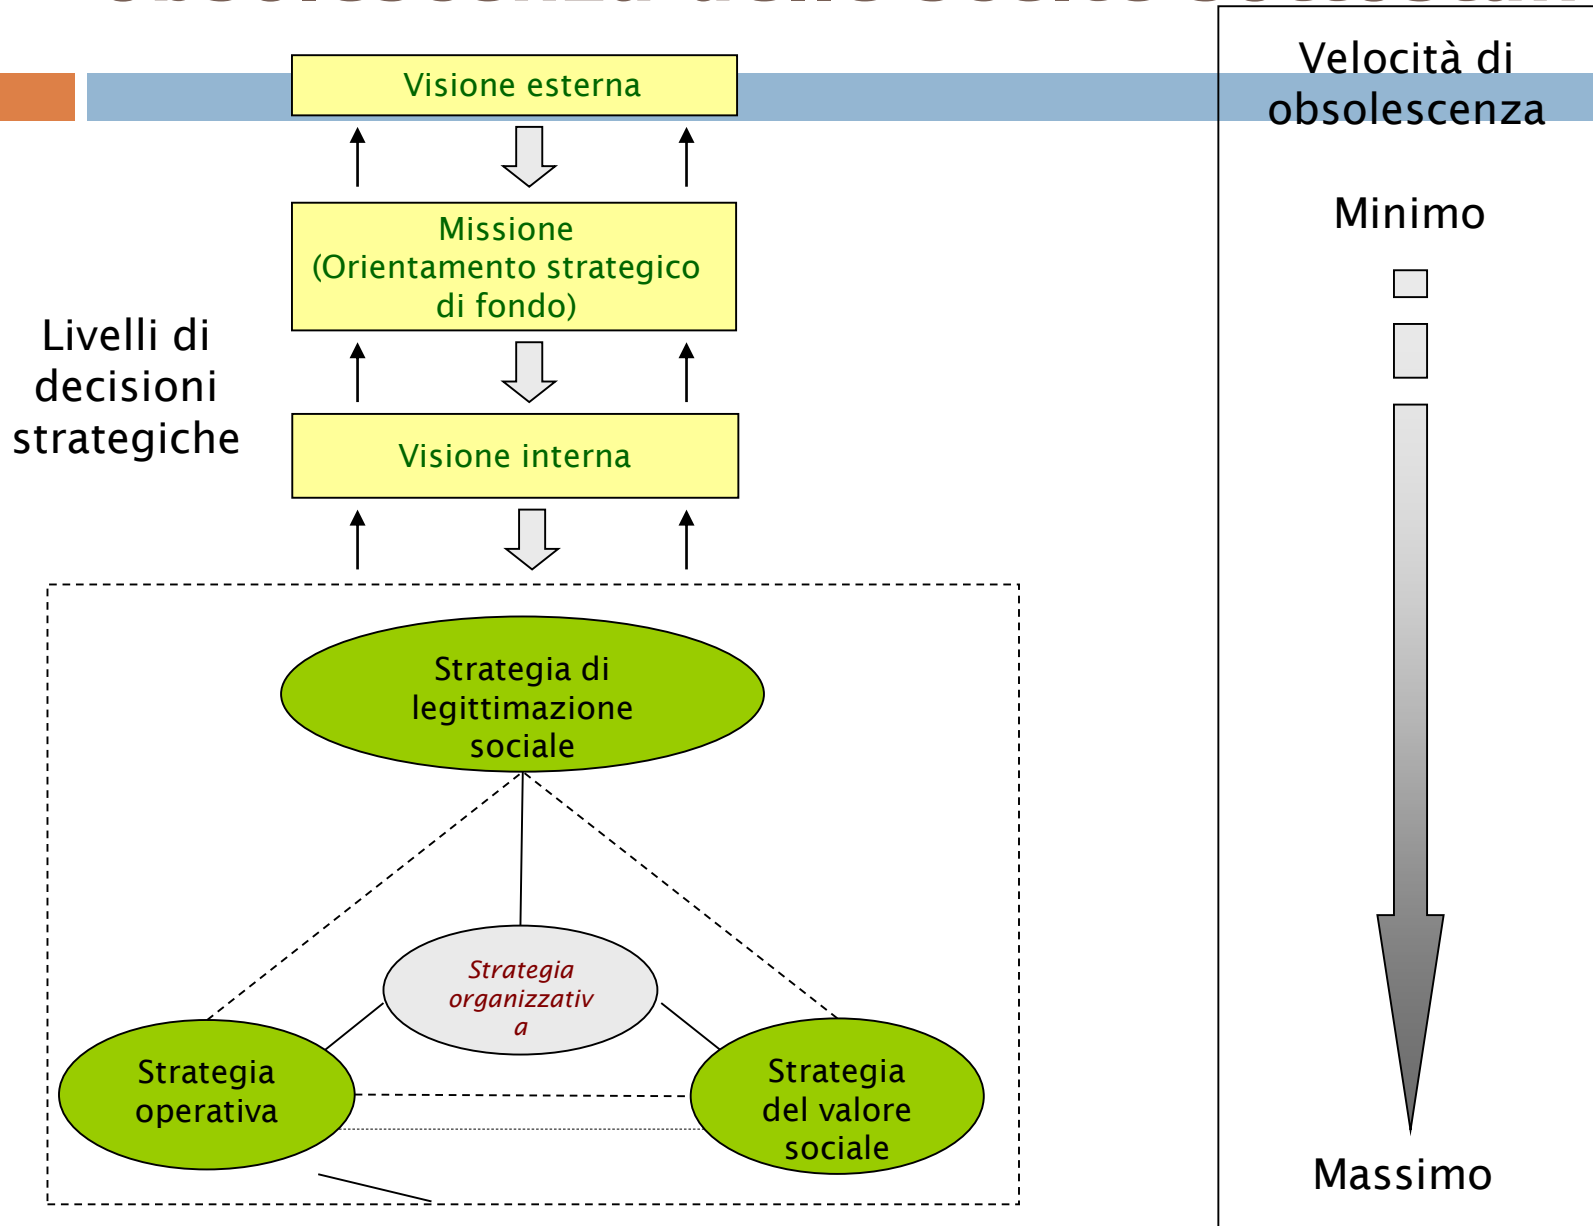 Velocità di
obsolescenza
Visione esterna
Minimo
Missione
(Orientamento strategico
di fondo)
Livelli di
decisioni
strategiche
Visione interna
Strategia di
legittimazione
sociale
Strategia
organizzativ
a
Strategia
operativa
Strategia
del valore
sociale
Massimo